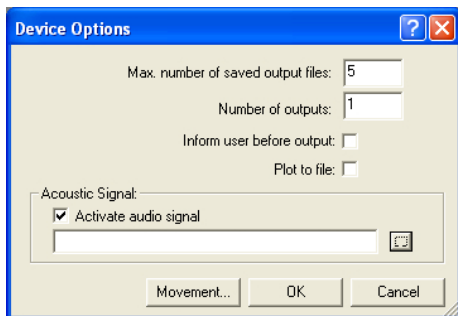 Device Options
Max. number of saved output files: 5
Number of outputs: 1
Inform user before output:
Plot to file:
Acoustic Signal:
Activate audio signal
Movement... OK Cancel